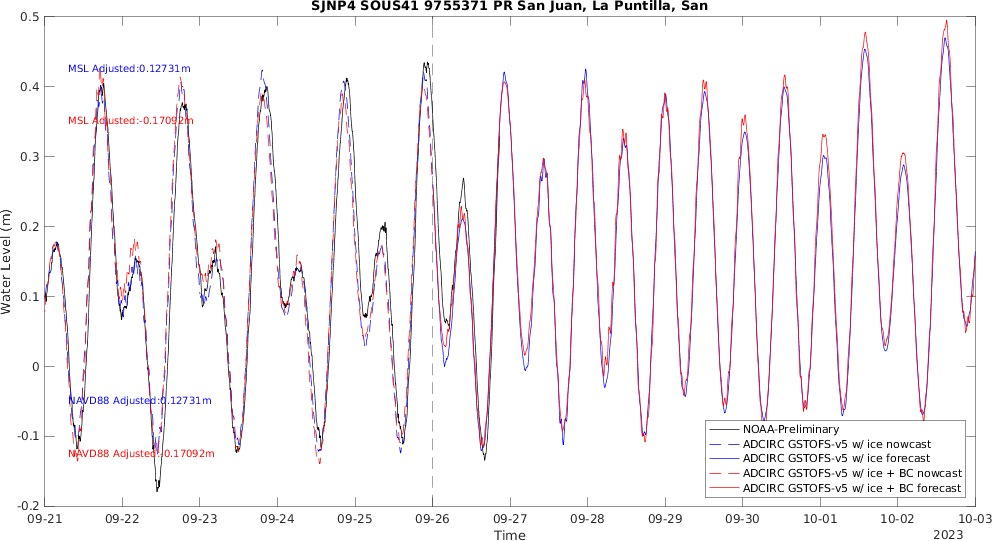 SJNP4 SOUS41 9755371 PR San Juan, La Puntilla, San
Water Level (m)
0.5
0.4
0.3
0.2
0.1
0
-0.1
-0.2
MSL Adjusted:0.12731m
MSL Adjusted:-0.17092m
NAVD88 Adjusted:0.12731m
NAVD88 Adjusted:-0.17092m
NOAA-Preliminary
ADCIRC GSTOFS-v5 w/ ice nowcast
ADCIRC GSTOFS-v5 w/ ice forecast
ADCIRC GSTOFS-v5 w/ ice + BC nowcast
ADCIRC GSTOFS-v5 w/ ice + BC forecast
09-21 09-22 09-23 09-24 09-25 09-26 09-27 09-28 09-29 09-30 10-01 10-02 10-03
Time
2023